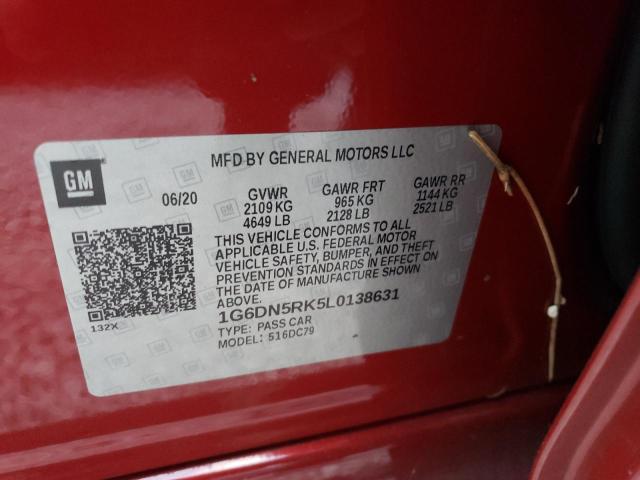 MFD BY GENERAL MOTORS LLC
GM
06/20 GVWR GAWR FRT GAWR RR
2109 KG 965 KG 1144 KG
4649 LB 2128 LB 2521 LB
THIS VEHICLE CONFORMS TO ALL
APPLICABLE U.S. FEDERAL MOTOR
VEHICLE SAFETY, BUMPER, AND THEFT
PREVENTION STANDARDS IN EFFECT ON
THE DATE OF MANUFACTURE SHOWN
ABOVE.
1G6DN5RK5L0138631
132X
TYPE: PASS CAR
MODEL: 516DC79